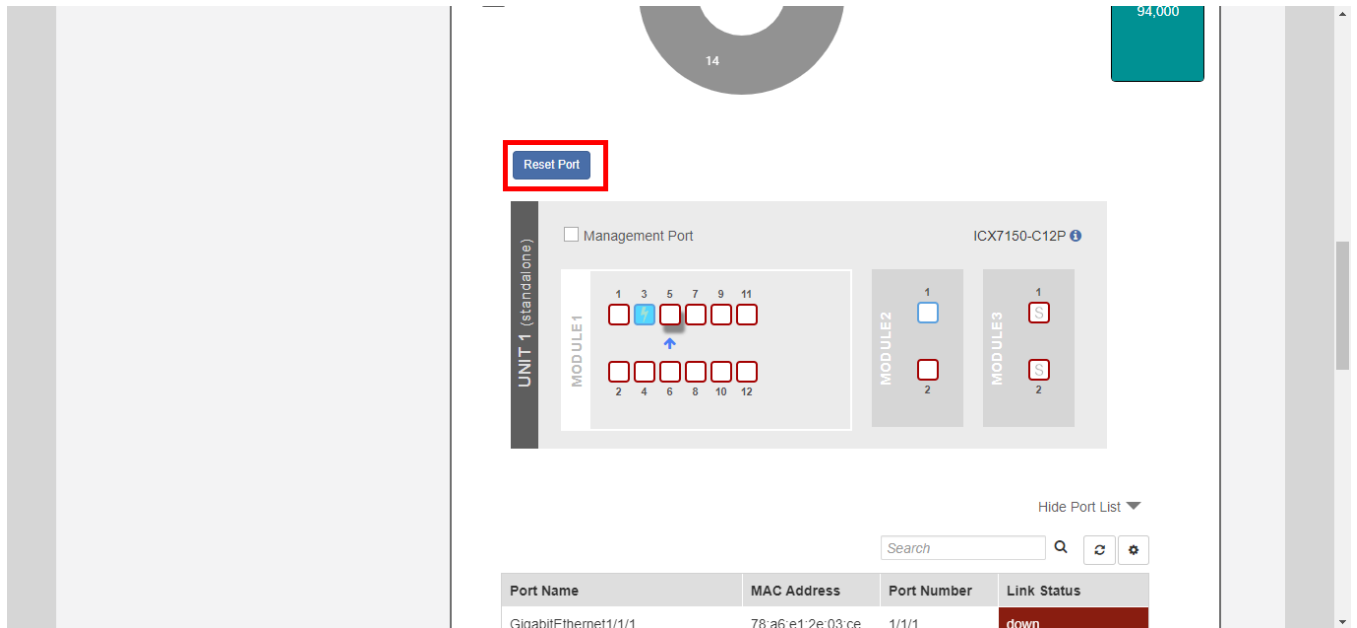 94,000
14
Reset Port
UNIT 1 (standalone)
Management Port
ICX7150-C12P
MODULE1
1 3 5 7 9 11
2 4 6 8 10 12
MODULE2
1
2
MODULE3
1
S
S
2
Hide Port List
Search
Port Name MAC Address Port Number Link Status
GigabitEthernet1/1/1 78:a6:e1:2e:03:ce 1/1/1 down